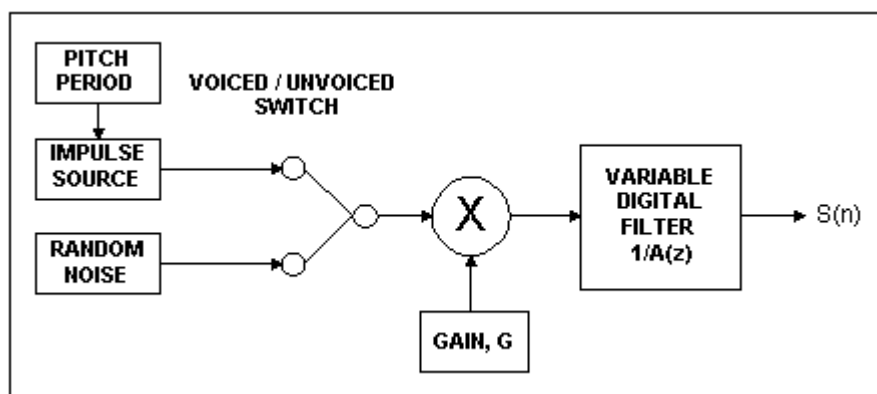 PITCH
PERIOD
VOICED / UNVOICED
SWITCH
IMPULSE
SOURCE
RANDOM
NOISE
X
GAIN, G
VARIABLE
DIGITAL
FILTER
1/A(z)
S(n)